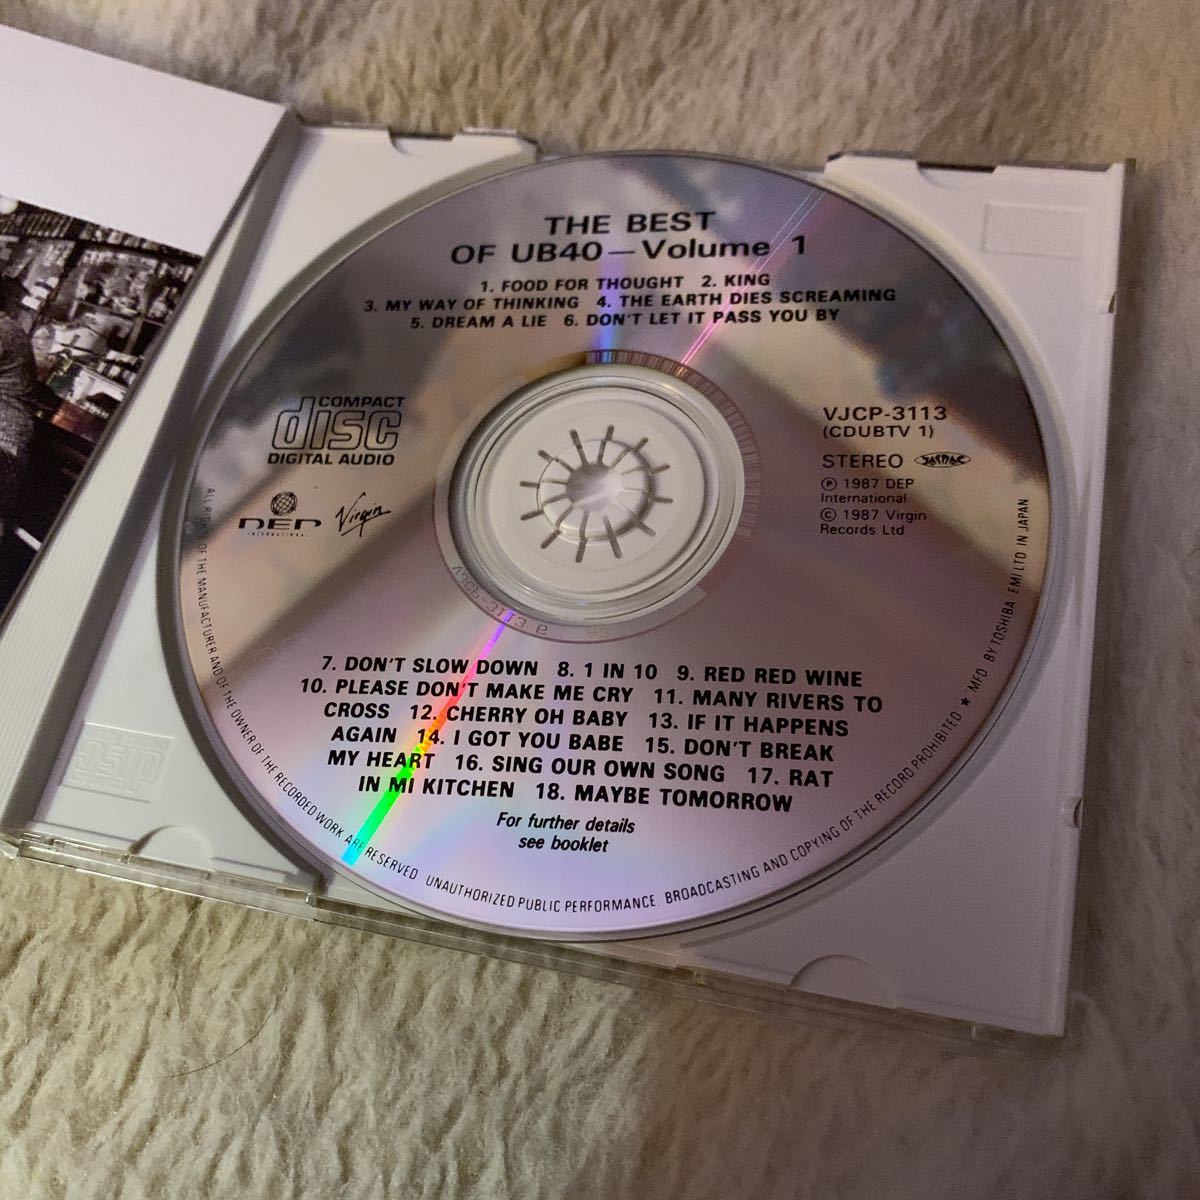 THE BEST
OF UB40—Volume 1
1. FOOD FOR THOUGHT 2. KING
3. MY WAY OF THINKING 4. THE EARTH DIES SCREAMING
5. DREAM A LIE 6. DON'T LET IT PASS YOU BY
COMPACT
disc
DIGITAL AUDIO
DEP
INTERNATIONAL
Virgin
VJCP-3113
(CDUBTV 1)
STEREO JASRAC
Ⓟ 1987 DEP
International
© 1987 Virgin
Records Ltd
7. DON'T SLOW DOWN 8. 1 IN 10 9. RED RED WINE
10. PLEASE DON'T MAKE ME CRY 11. MANY RIVERS TO
CROSS 12. CHERRY OH BABY 13. IF IT HAPPENS
AGAIN 14. I GOT YOU BABE 15. DON'T BREAK
MY HEART 16. SING OUR OWN SONG 17. RAT
IN MI KITCHEN 18. MAYBE TOMORROW
For further details
see booklet
ALL RIGHTS OF THE MANUFACTURER AND OF THE OWNER OF THE RECORDED WORK ARE RESERVED UNAUTHORIZED PUBLIC PERFORMANCE. BROADCASTING AND COPYING OF THE RECORD PROHIBITED ★ MFD BY TOSHIBA EMI LTD IN JAPAN